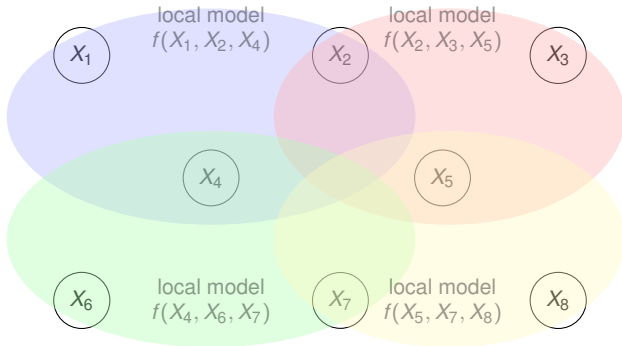 local model
f(X₁, X₂, X₄)
local model
f(X₂, X₃, X₅)
X₁
X₂
X₃
X₄
X₅
local model
f(X₄, X₆, X₇)
local model
f(X₅, X₇, X₈)
X₆
X₇
X₈